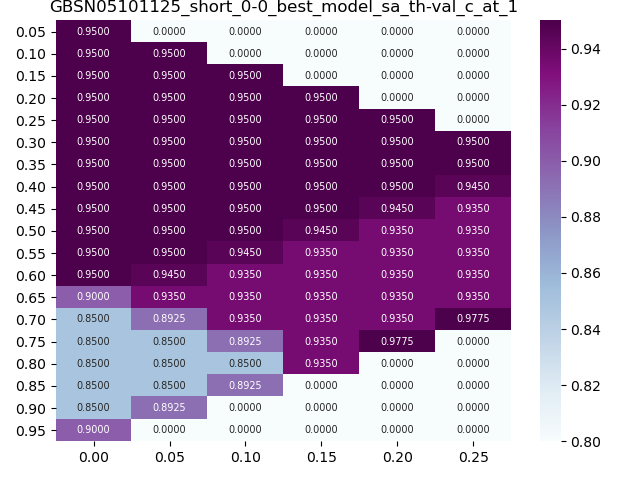 GBSN05101125_short_0-0_best_model_sa_th-val_c_at_1
0.05 0.9500 0.0000 0.0000 0.0000 0.0000 0.0000
0.10 0.9500 0.9500 0.0000 0.0000 0.0000 0.0000
0.15 0.9500 0.9500 0.9500 0.0000 0.0000 0.0000
0.20 0.9500 0.9500 0.9500 0.9500 0.0000 0.0000
0.25 0.9500 0.9500 0.9500 0.9500 0.9500 0.0000
0.30 0.9500 0.9500 0.9500 0.9500 0.9500 0.9500
0.35 0.9500 0.9500 0.9500 0.9500 0.9500 0.9500
0.40 0.9500 0.9500 0.9500 0.9500 0.9500 0.9450
0.45 0.9500 0.9500 0.9500 0.9500 0.9450 0.9350
0.50 0.9500 0.9500 0.9500 0.9450 0.9350 0.9350
0.55 0.9500 0.9500 0.9450 0.9350 0.9350 0.9350
0.60 0.9500 0.9450 0.9350 0.9350 0.9350 0.9350
0.65 0.9000 0.9350 0.9350 0.9350 0.9350 0.9350
0.70 0.8500 0.8925 0.9350 0.9350 0.9350 0.9775
0.75 0.8500 0.8500 0.8925 0.9350 0.9775 0.0000
0.80 0.8500 0.8500 0.8500 0.9350 0.0000 0.0000
0.85 0.8500 0.8500 0.8925 0.0000 0.0000 0.0000
0.90 0.8500 0.8925 0.0000 0.0000 0.0000 0.0000
0.95 0.9000 0.0000 0.0000 0.0000 0.0000 0.0000
0.00 0.05 0.10 0.15 0.20 0.25
0.94
0.92
0.90
0.88
0.86
0.84
0.82
0.80